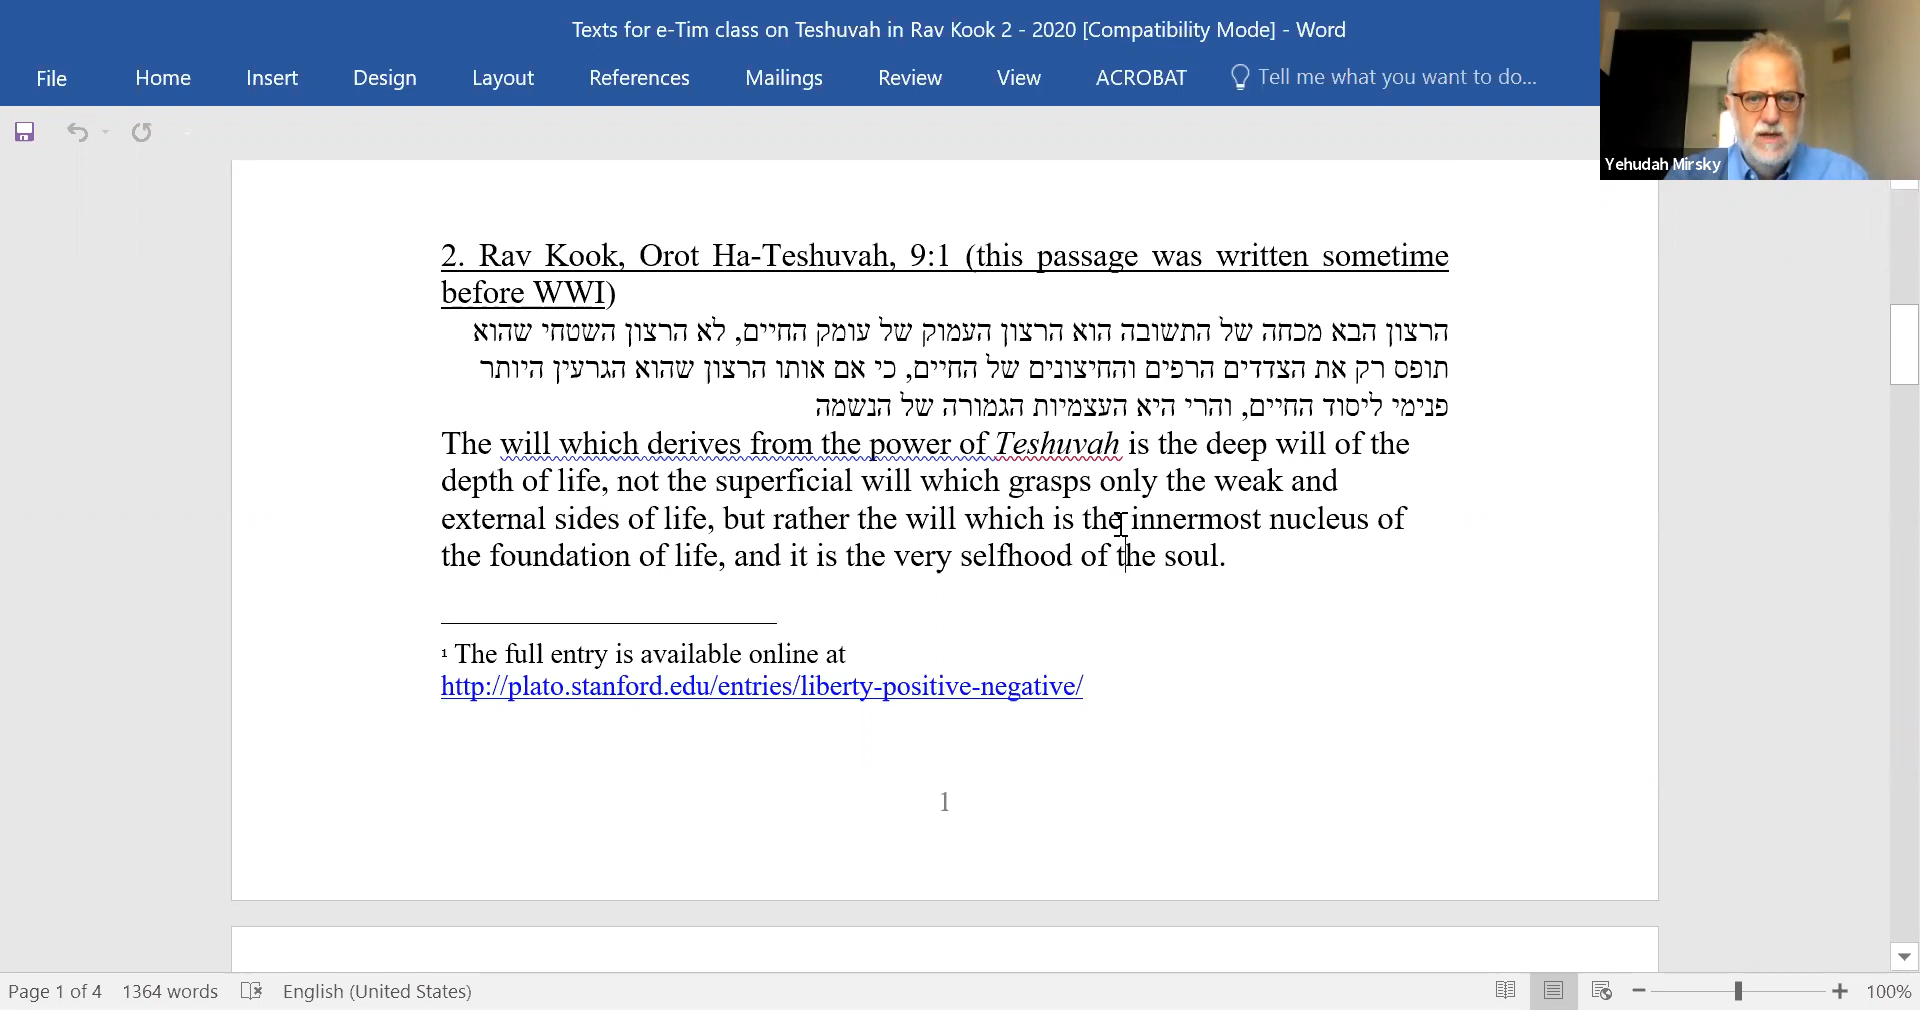 Texts for e-Tim class on Teshuvah in Rav Kook 2 - 2020 [Compatibility Mode] - Word
File Home Insert Design Layout References Mailings Review View ACROBAT Tell me what you want to do...
Yehudah Mirsky
2. Rav Kook, Orot Ha-Teshuvah, 9:1 (this passage was written sometime
before WWI)
הרצון הבא מכחה של התשובה הוא הרצון העמוק של עומק החיים, לא הרצון השטחי שהוא
תופס רק את הצדדים הרפים והחיצונים של החיים, כי אם אותו הרצון שהוא הגרעין היותר
פנימי ליסוד החיים, והרי היא העצמיות הגמורה של הנשמה
The will which derives from the power of Teshuvah is the deep will of the
depth of life, not the superficial will which grasps only the weak and
external sides of life, but rather the will which is the innermost nucleus of
the foundation of life, and it is the very selfhood of the soul.
1 The full entry is available online at
http://plato.stanford.edu/entries/liberty-positive-negative/
1
Page 1 of 4 1364 words English (United States) 100%